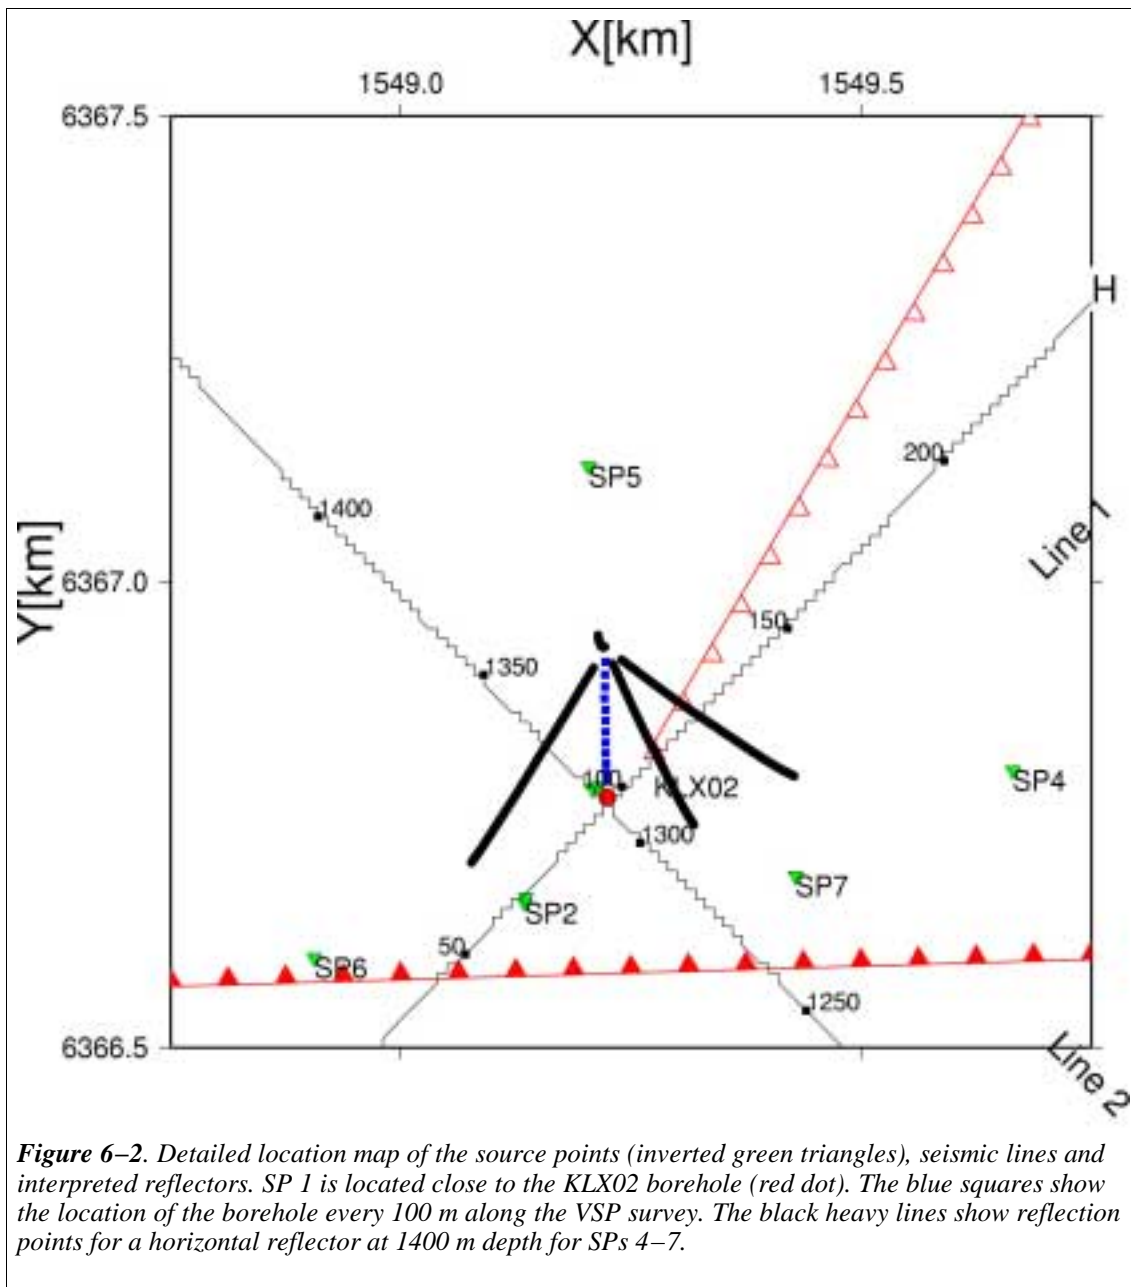 X[km]
1549.0 1549.5
6367.5
H
200
SP5
1400
Line 1
Y[km]
6367.0
150
1350
100
KLX02
SP4
1300
SP7
SP2
50
SP6
1250
6366.5
Line 2
Figure 6–2. Detailed location map of the source points (inverted green triangles), seismic lines and
interpreted reflectors. SP 1 is located close to the KLX02 borehole (red dot). The blue squares show
the location of the borehole every 100 m along the VSP survey. The black heavy lines show reflection
points for a horizontal reflector at 1400 m depth for SPs 4–7.